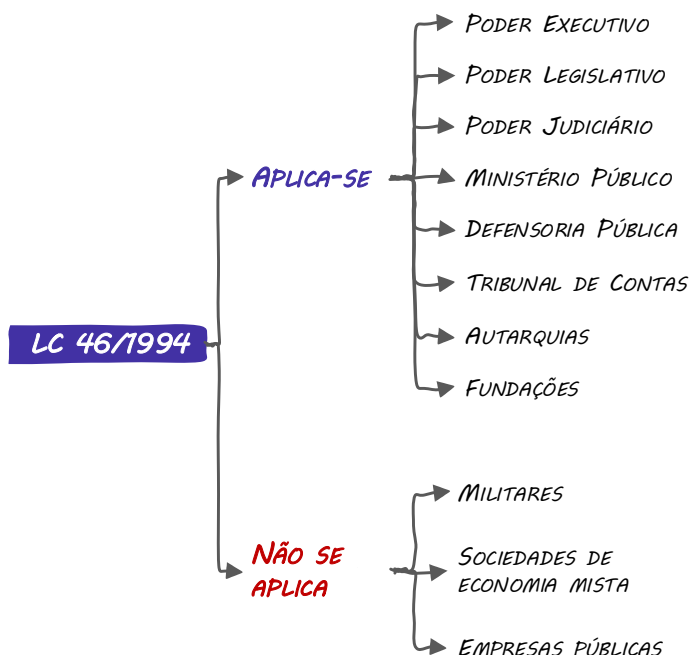 LC 46/1994
APLICA-SE
PODER EXECUTIVO
PODER LEGISLATIVO
PODER JUDICIÁRIO
MINISTÉRIO PÚBLICO
DEFENSORIA PÚBLICA
TRIBUNAL DE CONTAS
AUTARQUIAS
FUNDAÇÕES
NÃO SE
APLICA
MILITARES
SOCIEDADES DE
ECONOMIA MISTA
EMPRESAS PÚBLICAS